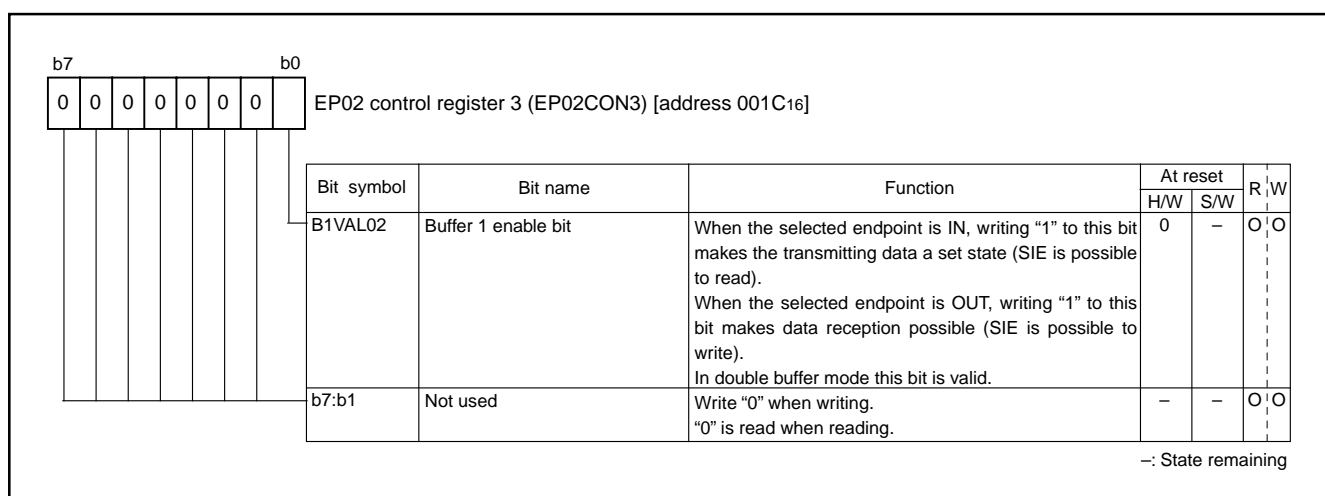 b7 b0
0 0 0 0 0 0 0
EP02 control register 3 (EP02CON3) [address 001C16]
Bit symbol Bit name Function At reset R W
H/W S/W
B1VAL02 Buffer 1 enable bit When the selected endpoint is IN, writing “1” to this bit 0 – O O
makes the transmitting data a set state (SIE is possible
to read).
When the selected endpoint is OUT, writing “1” to this
bit makes data reception possible (SIE is possible to
write).
In double buffer mode this bit is valid.
b7:b1 Not used Write “0” when writing. – – O O
“0” is read when reading.
–: State remaining